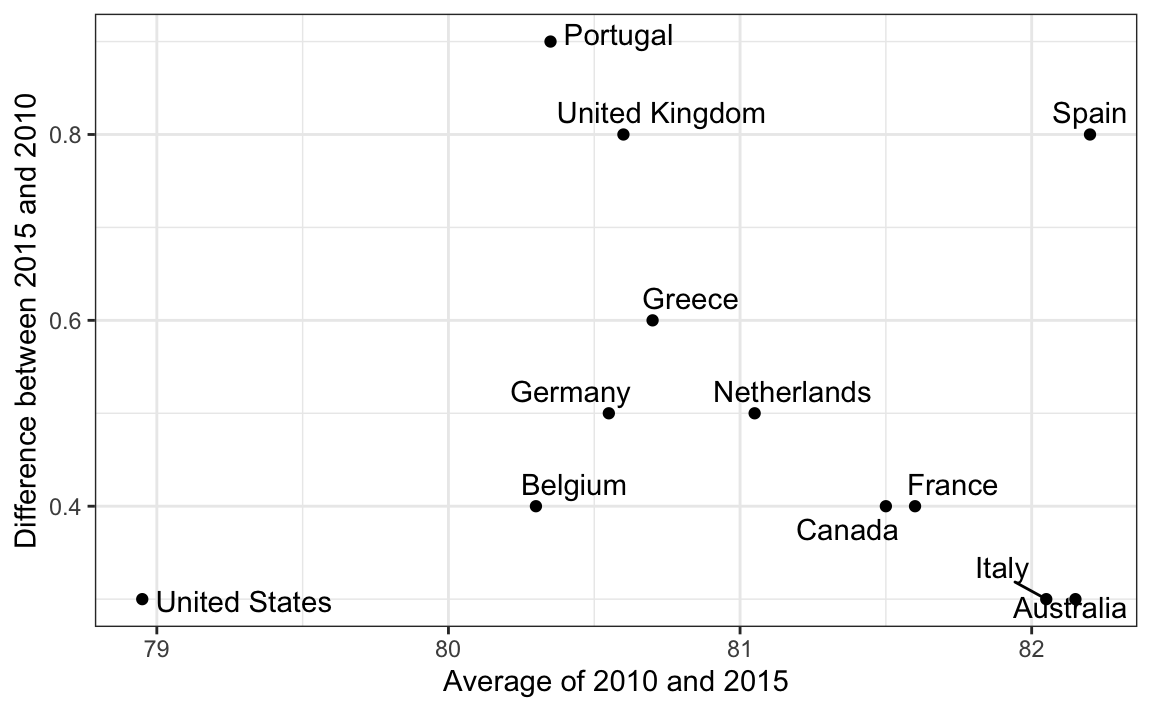 Difference between 2015 and 2010
0.8
0.6
0.4
Portugal
United Kingdom
Spain
Greece
Germany
Netherlands
Belgium
France
Canada
Italy
United States
Australia
79
80
81
82
Average of 2010 and 2015